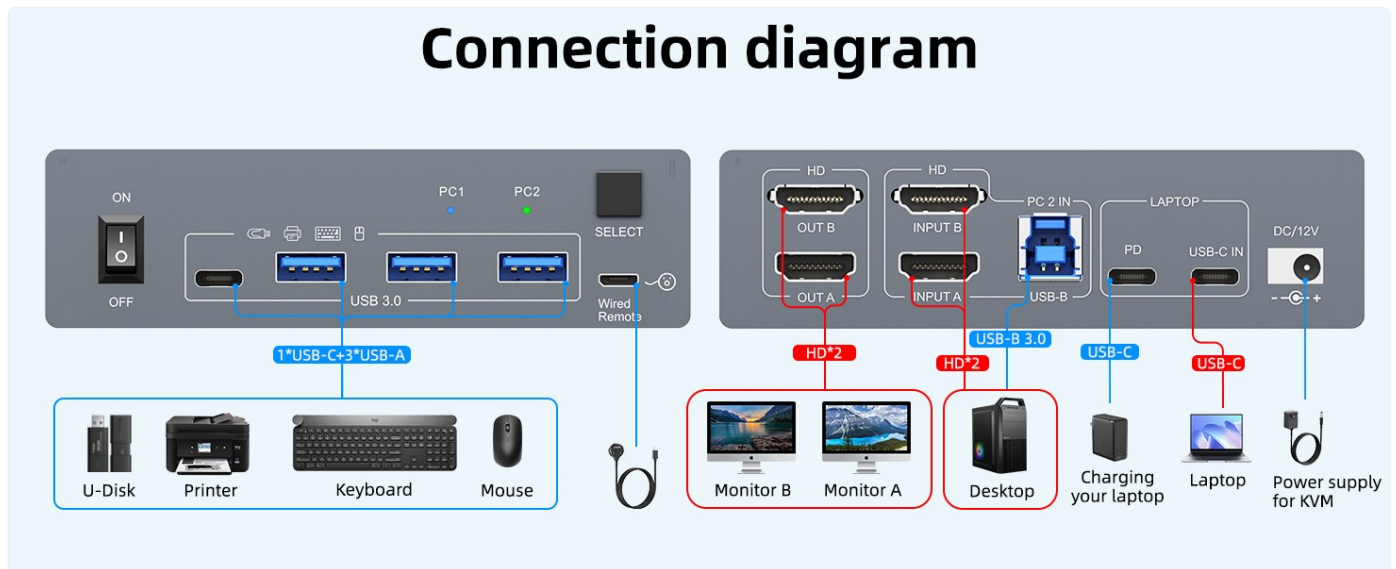 Connection diagram
ON
OFF
PC1
PC2
SELECT
USB 3.0
Wired
Remote
1*USB-C+3*USB-A
U-Disk
Printer
Keyboard
Mouse
HD
HD
OUT B
INPUT B
PC 2 IN
LAPTOP
PD
USB-C IN
DC/12V
OUT A
INPUT A
USB-B
- +
HD*2
HD*2
USB-B 3.0
USB-C
USB-C
Monitor B
Monitor A
Desktop
Charging
your laptop
Laptop
Power supply
for KVM